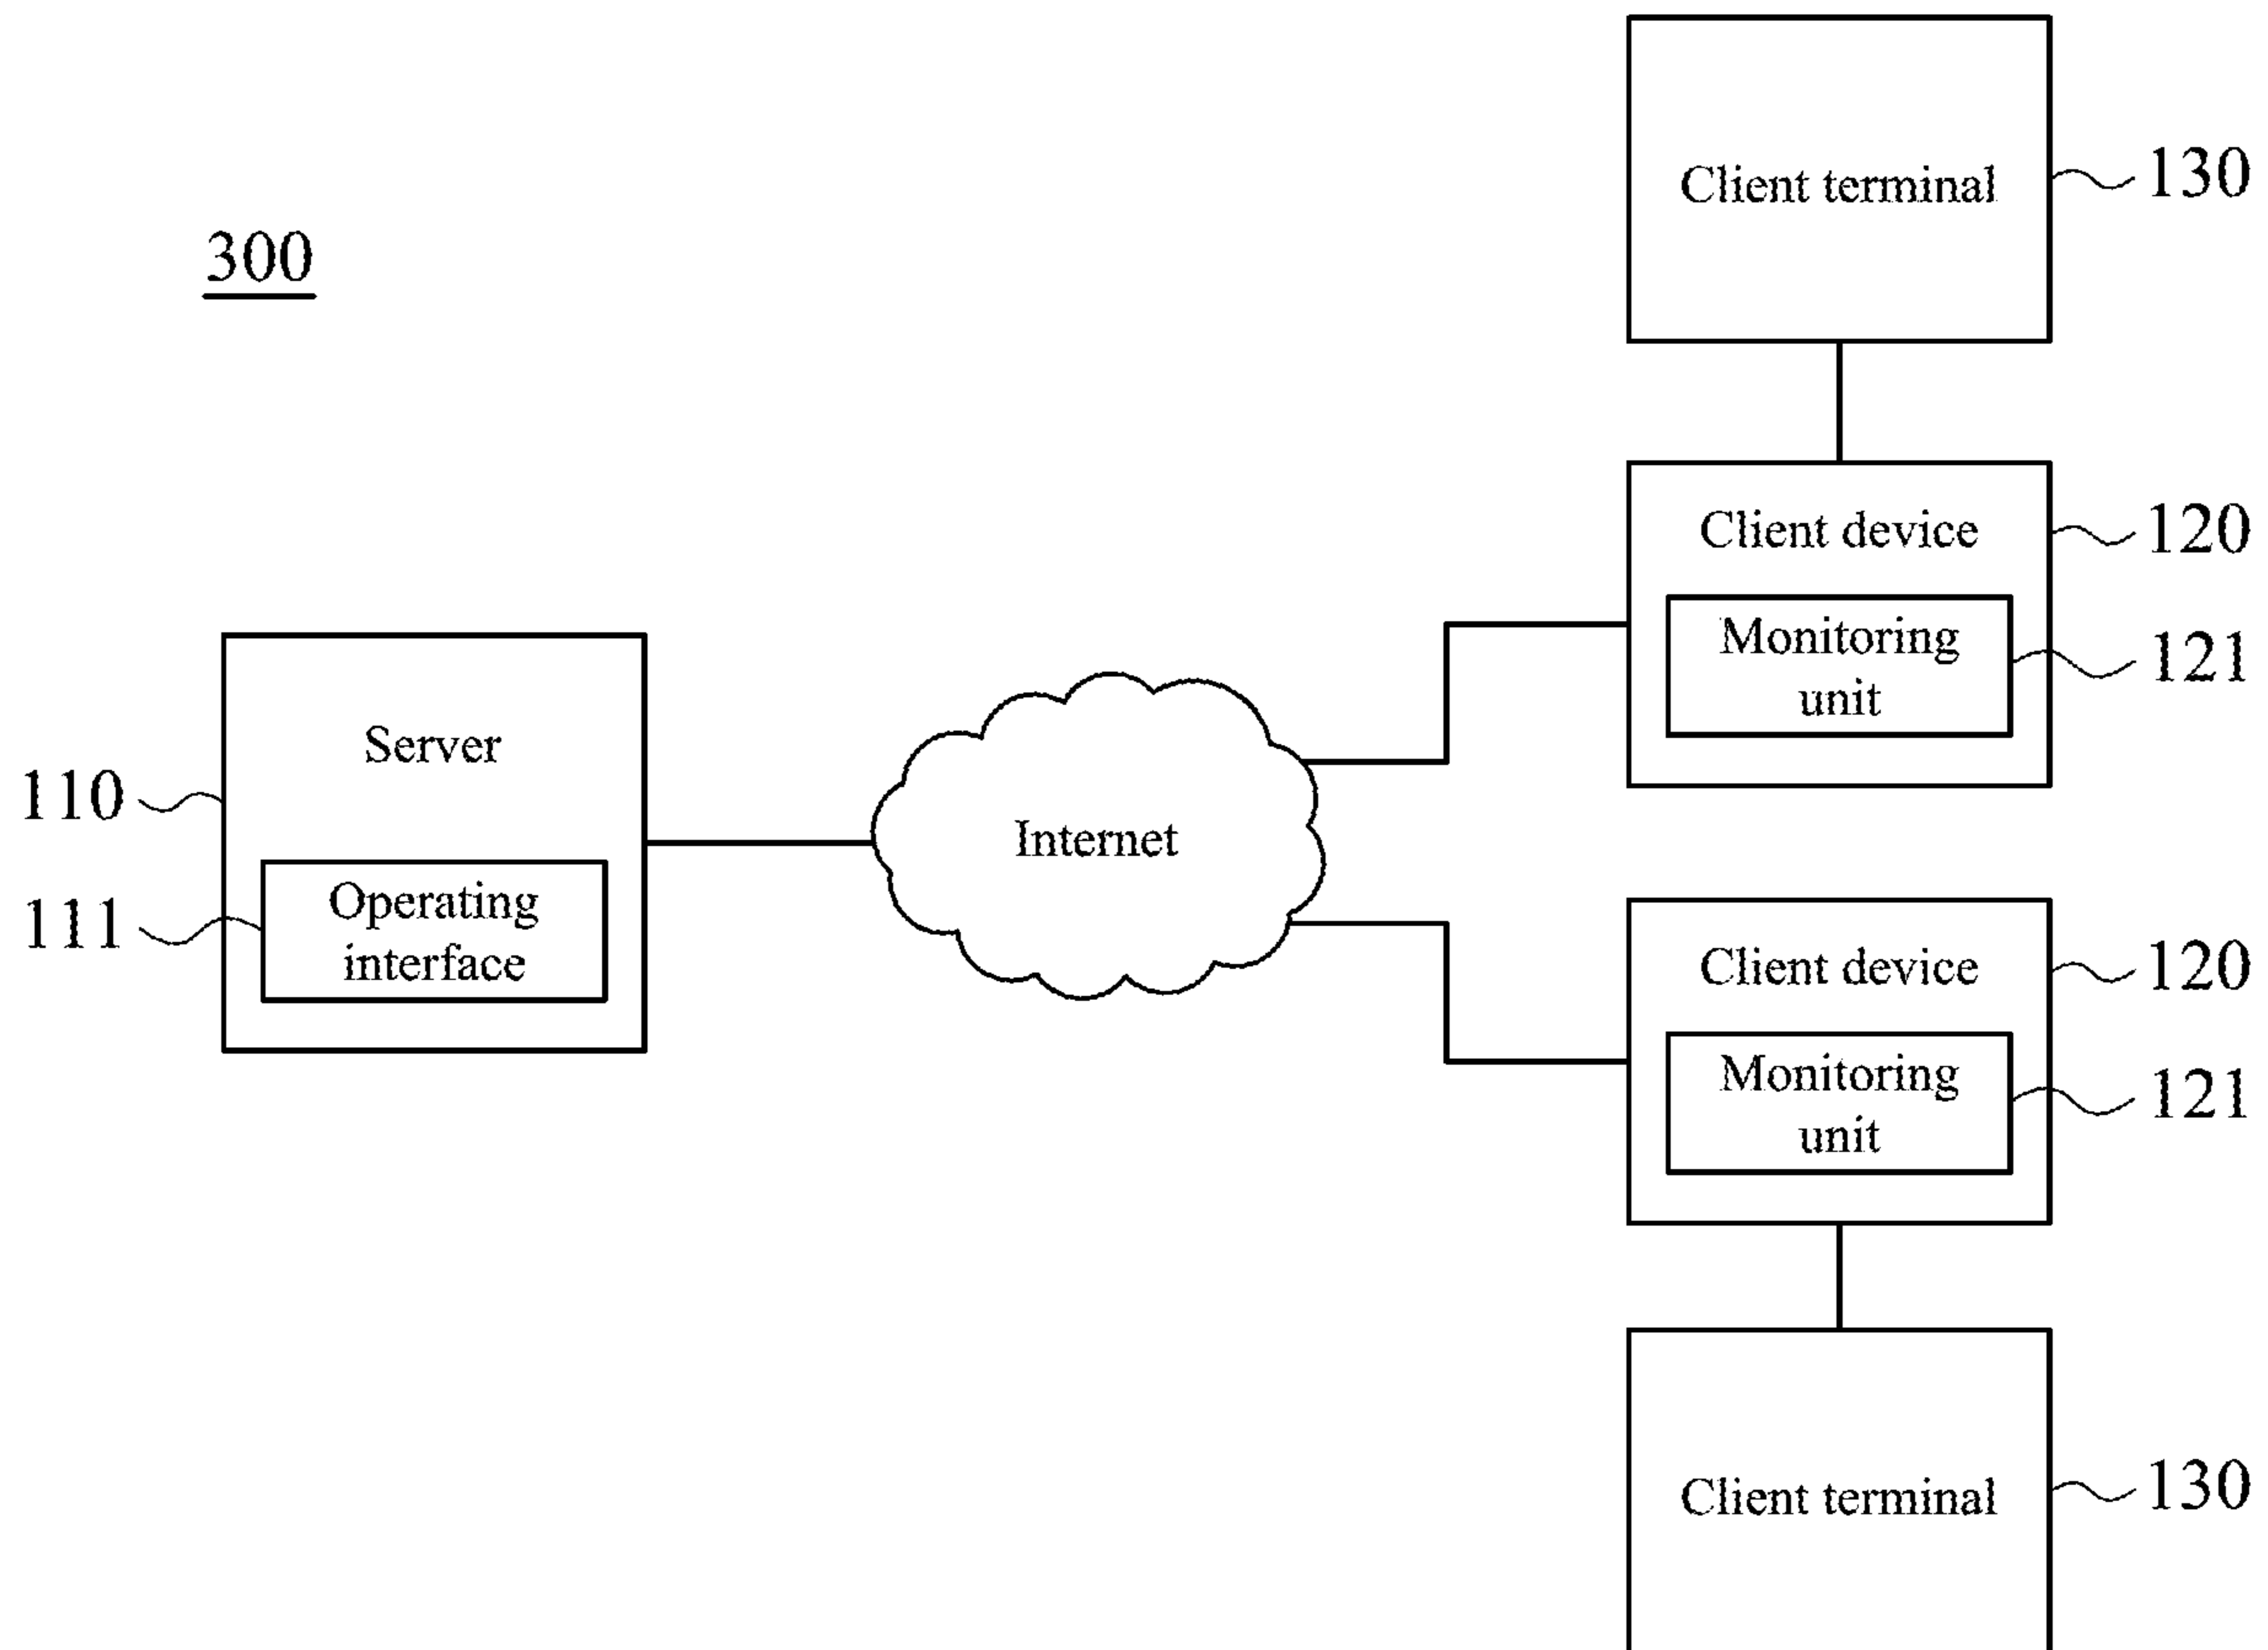 300
Client terminal
130
Client device
120
Monitoring
unit
121
Server
110
Operating
interface
111
Internet
Client device
120
Monitoring
unit
121
Client terminal
130